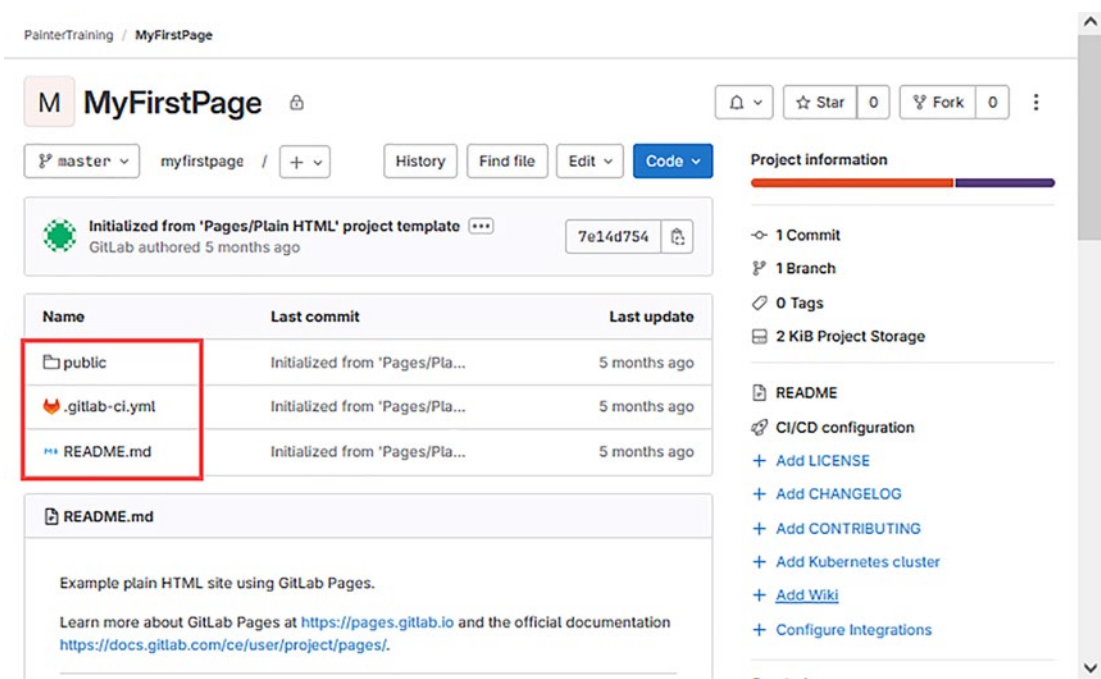 PainterTraining / MyFirstPage
M MyFirstPage
Star 0 Fork 0
master myfirstpage / + History Find file Edit Code
Initialized from 'Pages/Plain HTML' project template ...
GitLab authored 5 months ago
7e14d754
Name Last commit Last update
public Initialized from 'Pages/Pla... 5 months ago
.gitlab-ci.yml Initialized from 'Pages/Pla... 5 months ago
README.md Initialized from 'Pages/Pla... 5 months ago
README.md
Example plain HTML site using GitLab Pages.
Learn more about GitLab Pages at https://pages.gitlab.io and the official documentation
https://docs.gitlab.com/ce/user/project/pages/.
Project information
1 Commit
1 Branch
0 Tags
2 KiB Project Storage
README
CI/CD configuration
+ Add LICENSE
+ Add CHANGELOG
+ Add CONTRIBUTING
+ Add Kubernetes cluster
+ Add Wiki
+ Configure Integrations